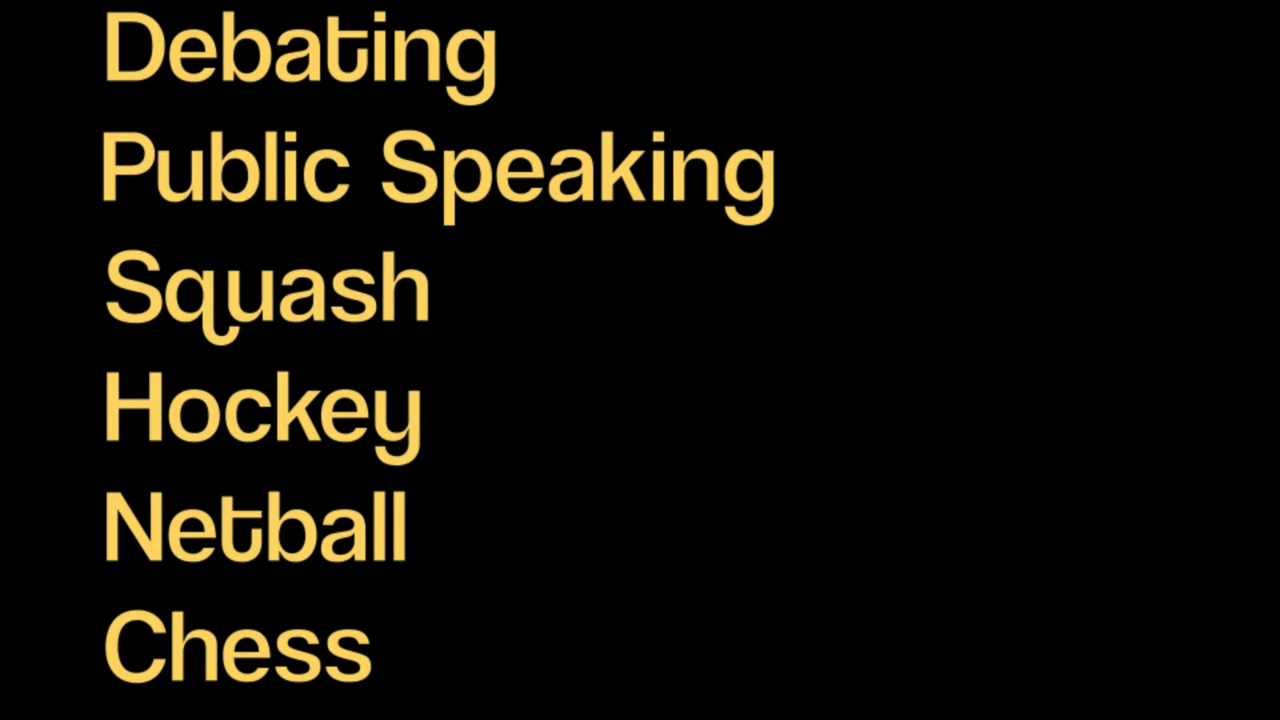 Debating
Public Speaking
Squash
Hockey
Netball
Chess